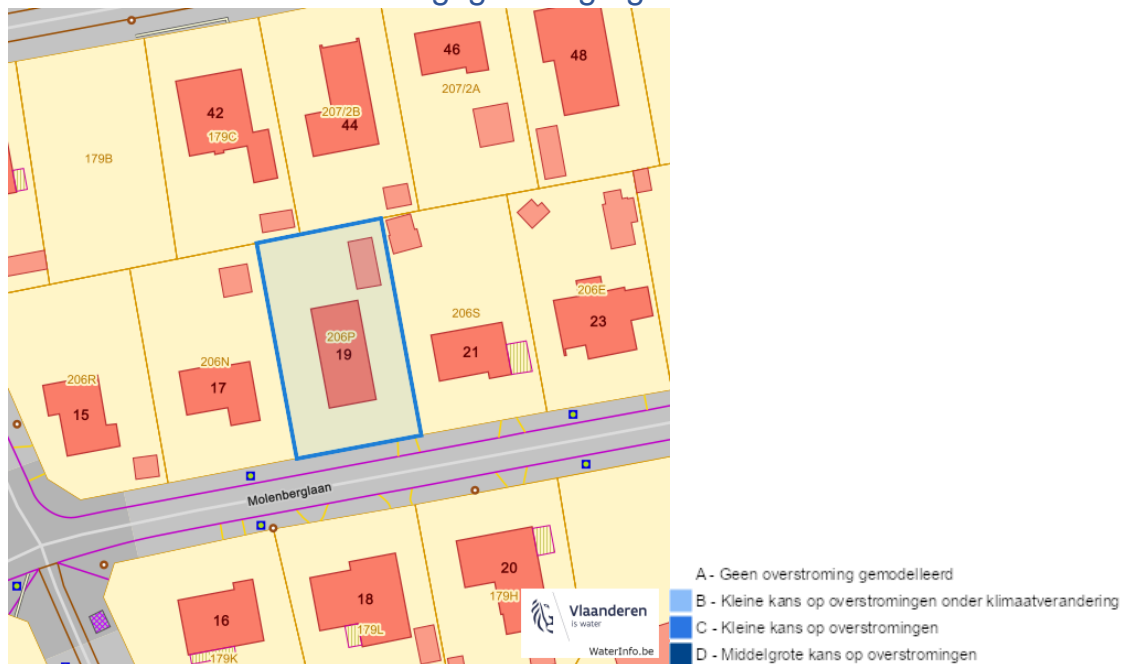 46
48
207/2A
42
207/2B
44
179C
179B
206P
19
206S
21
206E
23
206N
17
206R
15
Molenberglaan
20
179H
18
179L
16
179K
Vlaanderen
is water
WaterInfo.be
A - Geen overstroming gemodelleerd
B - Kleine kans op overstromingen onder klimaatverandering
C - Kleine kans op overstromingen
D - Middelgrote kans op overstromingen